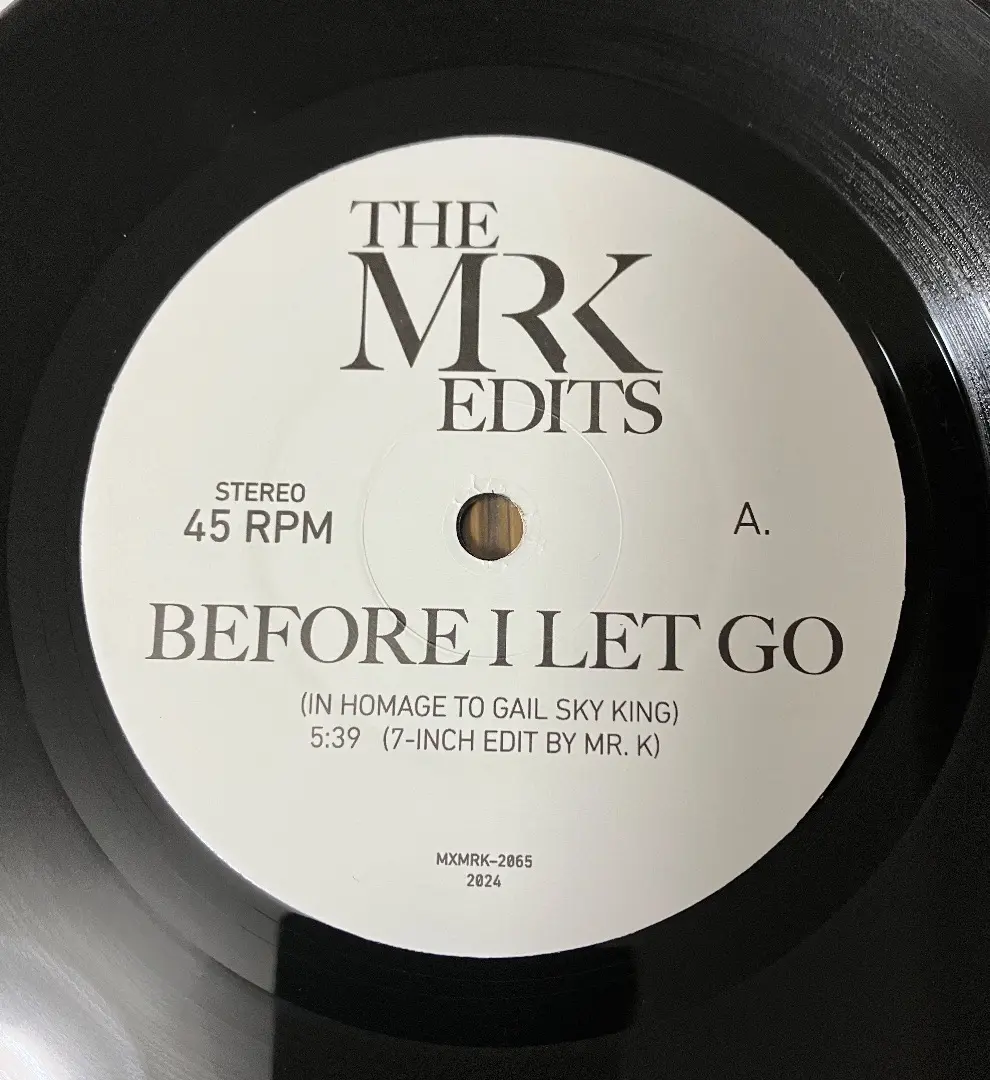 THE
MRK
EDITS
STEREO
45 RPM
A.
BEFORE I LET GO
(IN HOMAGE TO GAIL SKY KING)
5:39 (7-INCH EDIT BY MR. K)
MXMRK-2065
2024